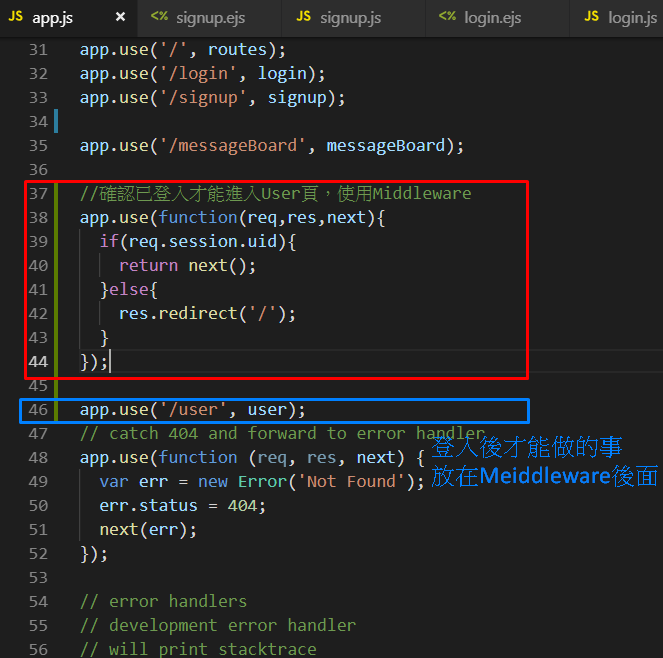 JS app.js × <% signup.ejs JS signup.js <% login.ejs JS login.js
31 app.use('/', routes);
32 app.use('/login', login);
33 app.use('/signup', signup);
34
35 app.use('/messageBoard', messageBoard);
36
37 //確認已登入才能進入User頁，使用Middleware
38 app.use(function(req,res,next){
39 if(req.session.uid){
40 return next();
41 }else{
42 res.redirect('/');
43 }
44 });
45
46 app.use('/user', user);
47 // catch 404 and forward to error handler
登入後才能做的事
48 app.use(function (req, res, next) {
放在Meiddleware後面
49 var err = new Error('Not Found');
50 err.status = 404;
51 next(err);
52 });
53
54 // error handlers
55 // development error handler
56 // will print stacktrace